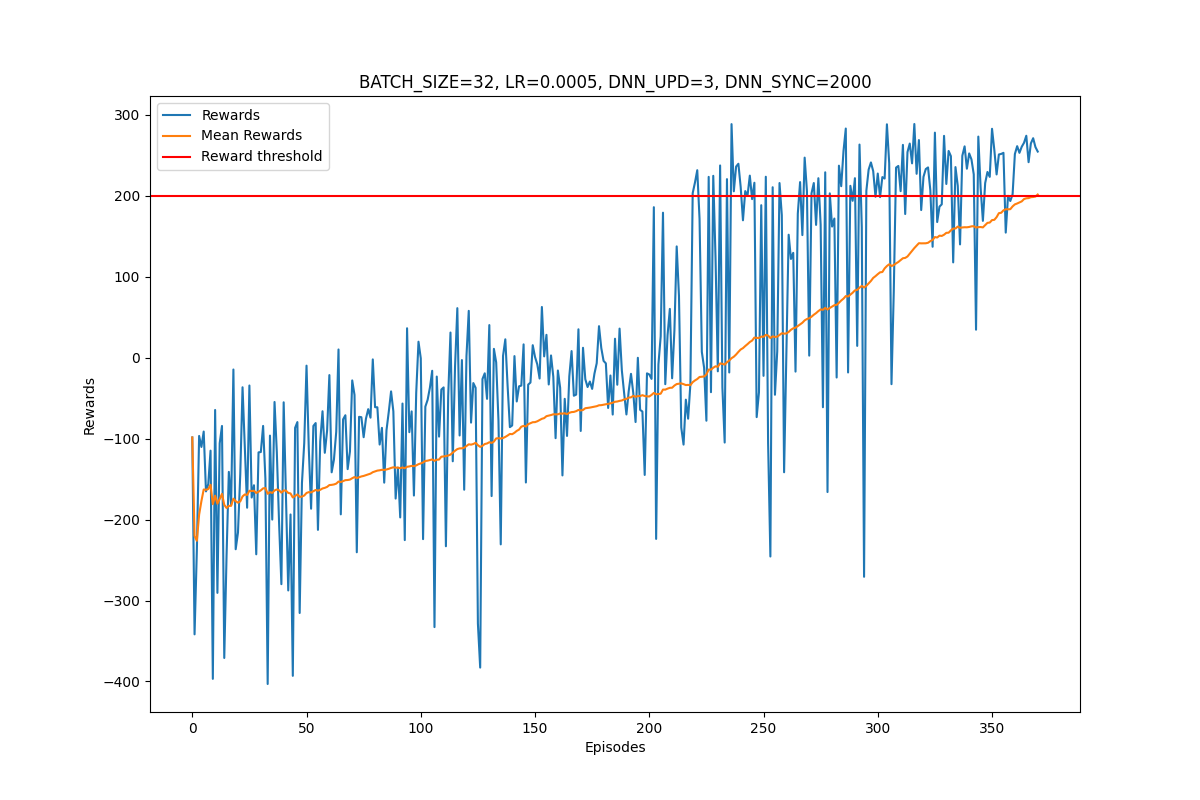 BATCH_SIZE=32, LR=0.0005, DNN_UPD=3, DNN_SYNC=2000
Rewards
Mean Rewards
Reward threshold
300
200
100
0
−100
−200
−300
−400
Rewards
0
50
100
150
200
250
300
350
Episodes